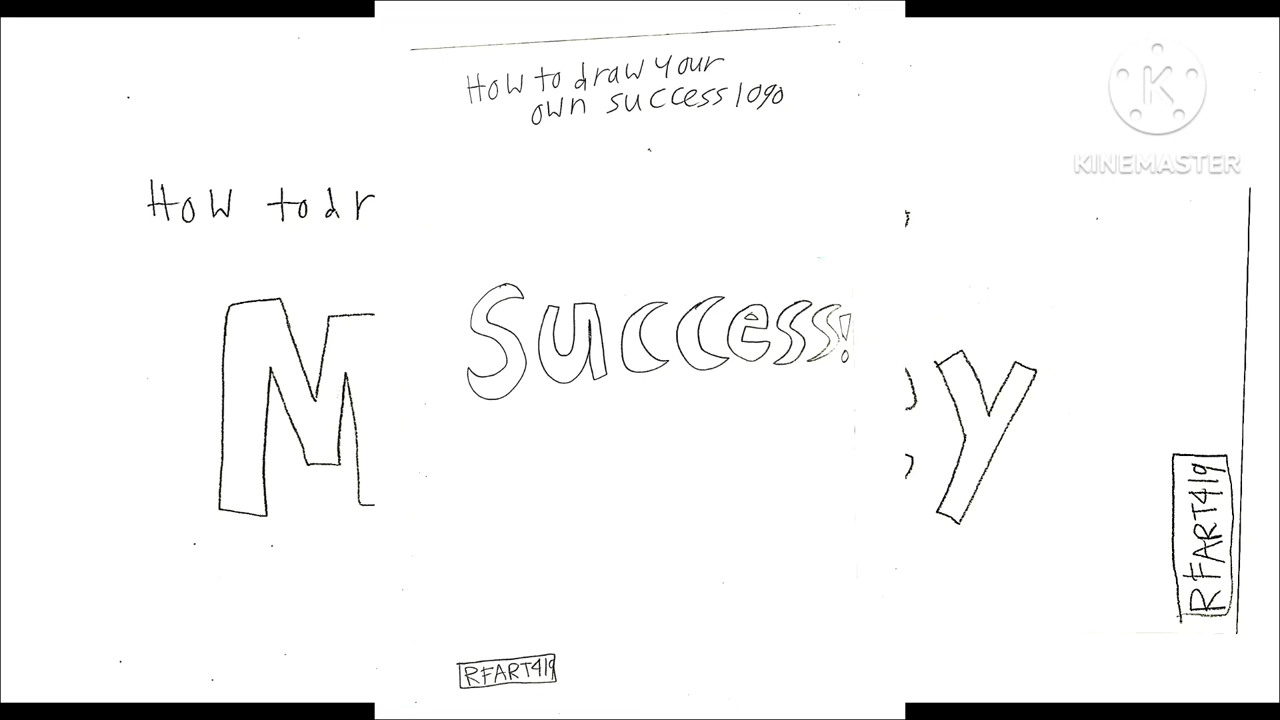 How to draw your
own success logo
KINEMASTER
How to dr
Success!
M
y
RFART419
RFART419